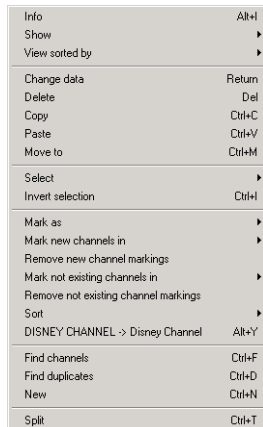 Info Alt+I
Show
View sorted by
Change data Return
Delete Del
Copy Ctrl+C
Paste Ctrl+V
Move to Ctrl+M
Select
Invert selection Ctrl+I
Mark as
Mark new channels in
Remove new channel markings
Mark not existing channels in
Remove not existing channel markings
Sort
DISNEY CHANNEL -> Disney Channel Alt+Y
Find channels Ctrl+F
Find duplicates Ctrl+D
New Ctrl+N
Split Ctrl+T